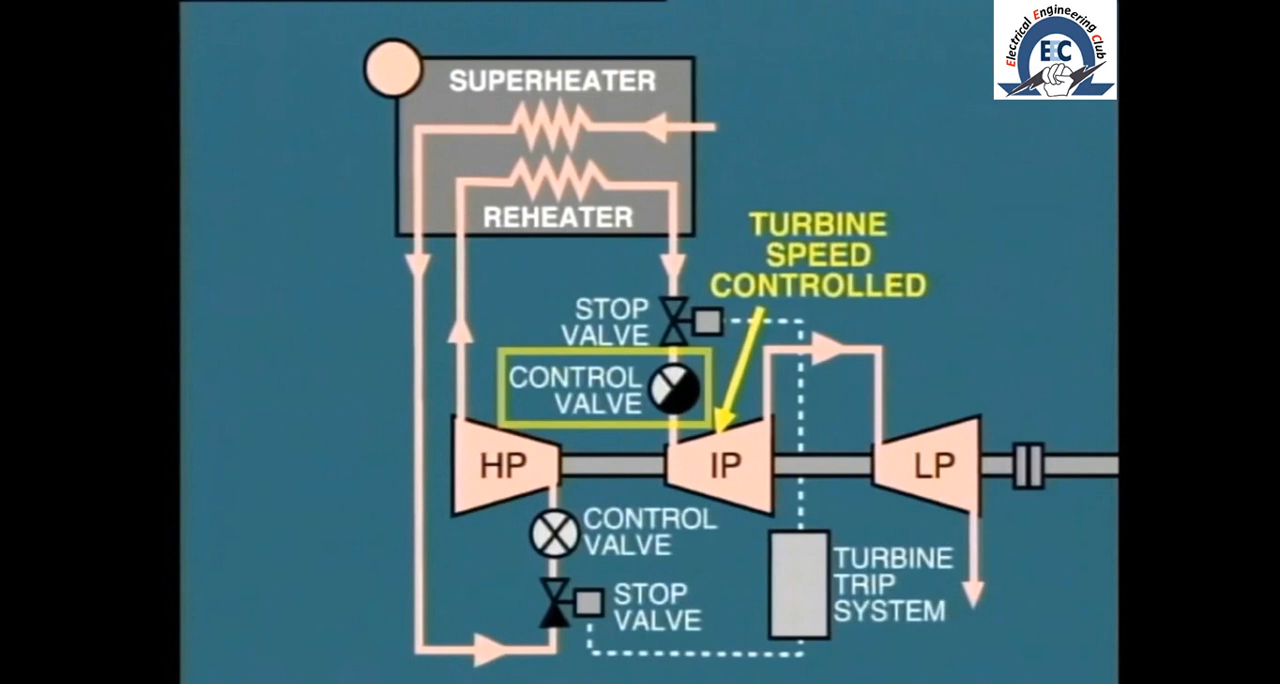 Electrical Engineering Club
EEC
SUPERHEATER
REHEATER
TURBINE
SPEED
CONTROLLED
STOP
VALVE
CONTROL
VALVE
HP
IP
LP
CONTROL
VALVE
STOP
VALVE
TURBINE
TRIP
SYSTEM